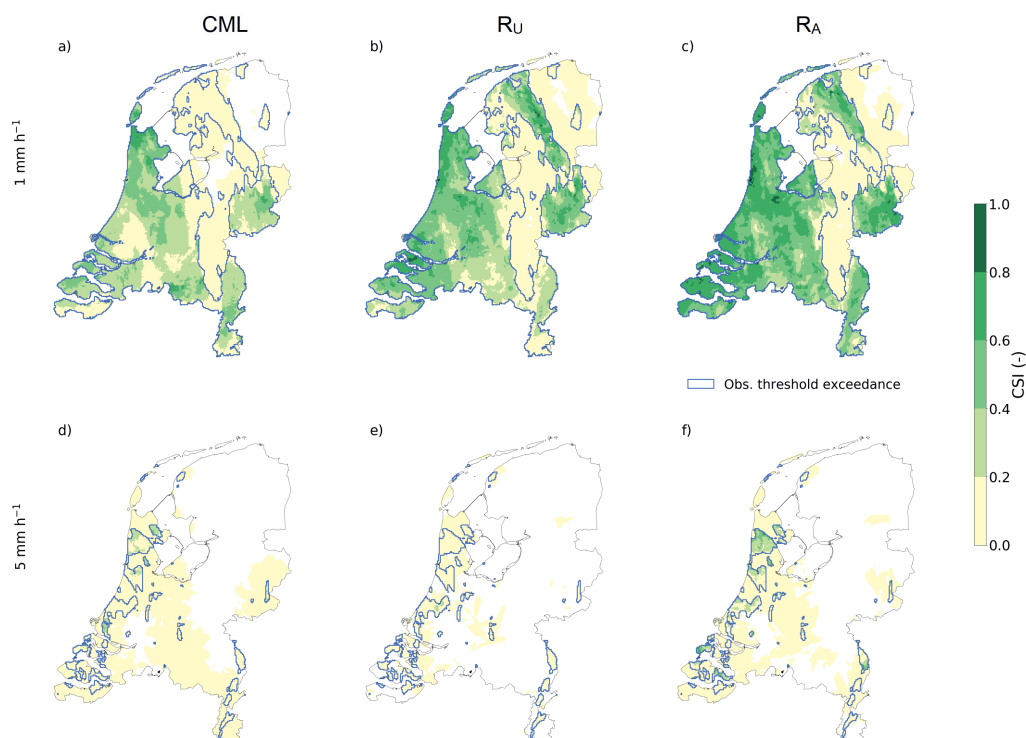 CML
R_U
R_A
a)
b)
c)
1 mm h⁻¹
1.0
0.8
0.6
0.4
0.2
0.0
CSI (-)
Obs. threshold exceedance
d)
e)
f)
5 mm h⁻¹